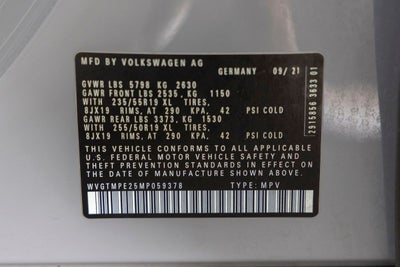 MFD BY VOLKSWAGEN AG
GERMANY 09/ 21
GVWR LBS 5798 KG 2630
GAWR FRONT LBS 2535, KG 1150
WITH 235/55R19 XL TIRES,
8JX19 RIMS, AT 290 KPA, 42 PSI COLD
GAWR REAR LBS 3373, KG 1530
WITH 255/50R19 XL TIRES,
8JX19 RIMS, AT 290 KPA, 42 PSI COLD
THIS VEHICLE CONFORMS TO ALL APPLICABLE
U.S. FEDERAL MOTOR VEHICLE SAFETY AND
THEFT PREVENTION STANDARDS IN EFFECT ON THE
DATE OF MANUFACTURE SHOWN ABOVE.
WVGTMPE25MP059378 TYPE: MPV
2915856 3633 01